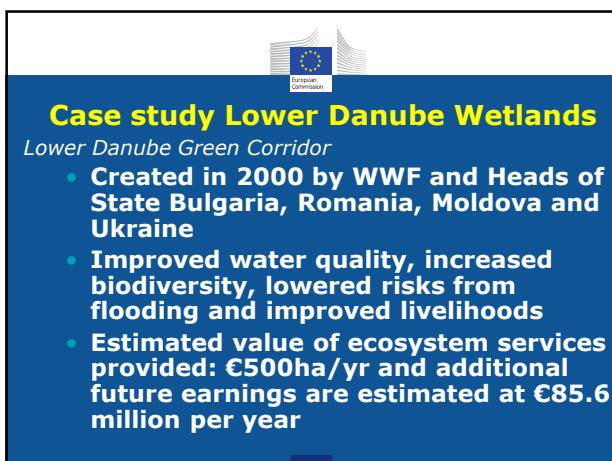 European
Commission
Case study Lower Danube Wetlands
Lower Danube Green Corridor
• Created in 2000 by WWF and Heads of
State Bulgaria, Romania, Moldova and
Ukraine
• Improved water quality, increased
biodiversity, lowered risks from
flooding and improved livelihoods
• Estimated value of ecosystem services
provided: €500ha/yr and additional
future earnings are estimated at €85.6
million per year